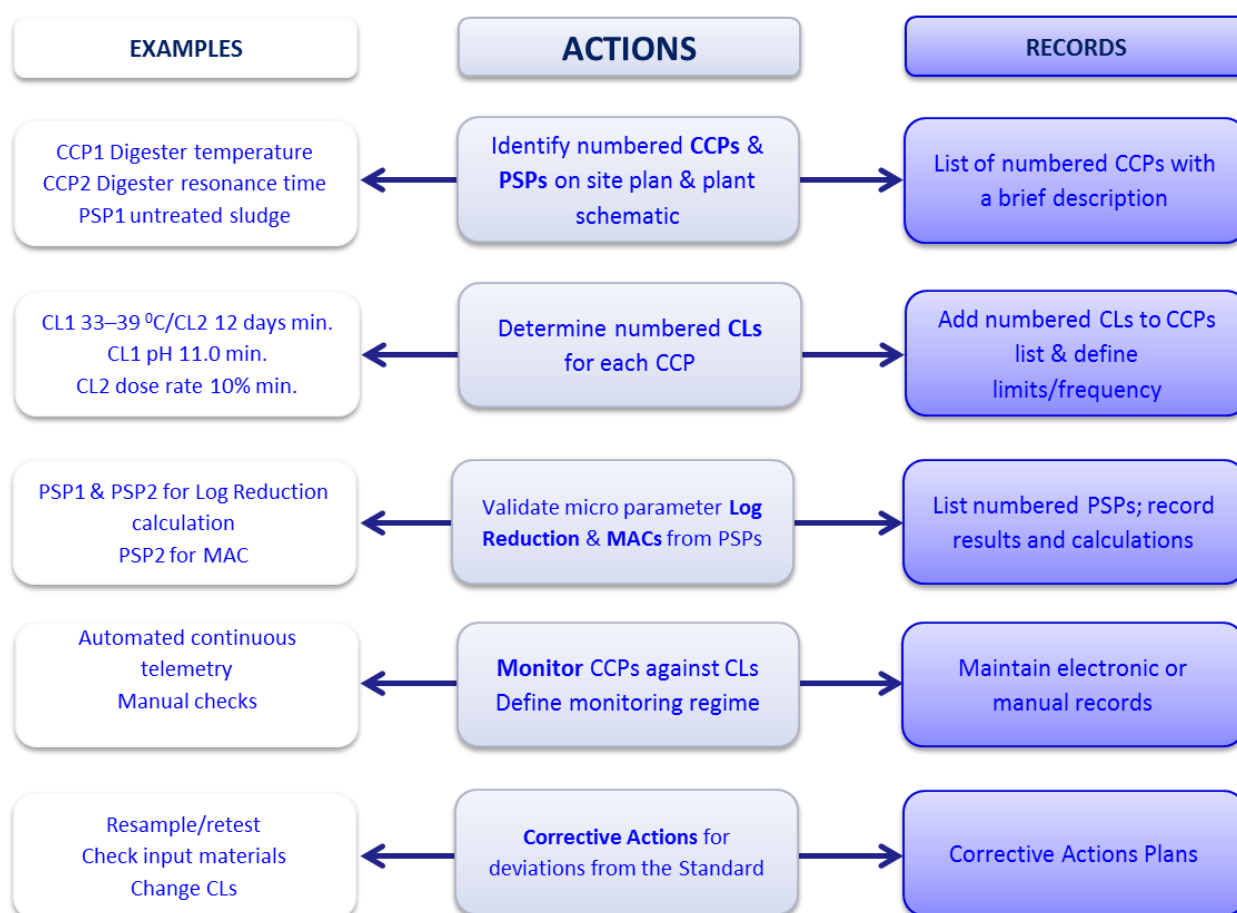 EXAMPLES
ACTIONS
RECORDS
CCP1 Digester temperature
CCP2 Digester resonance time
PSP1 untreated sludge
Identify numbered CCPs &
PSPs on site plan & plant
schematic
List of numbered CCPs with
a brief description
CL1 33–39 ⁰C/CL2 12 days min.
CL1 pH 11.0 min.
CL2 dose rate 10% min.
Determine numbered CLs
for each CCP
Add numbered CLs to CCPs
list & define
limits/frequency
PSP1 & PSP2 for Log Reduction
calculation
PSP2 for MAC
Validate micro parameter Log
Reduction & MACs from PSPs
List numbered PSPs; record
results and calculations
Automated continuous
telemetry
Manual checks
Monitor CCPs against CLs
Define monitoring regime
Maintain electronic or
manual records
Resample/retest
Check input materials
Change CLs
Corrective Actions for
deviations from the Standard
Corrective Actions Plans